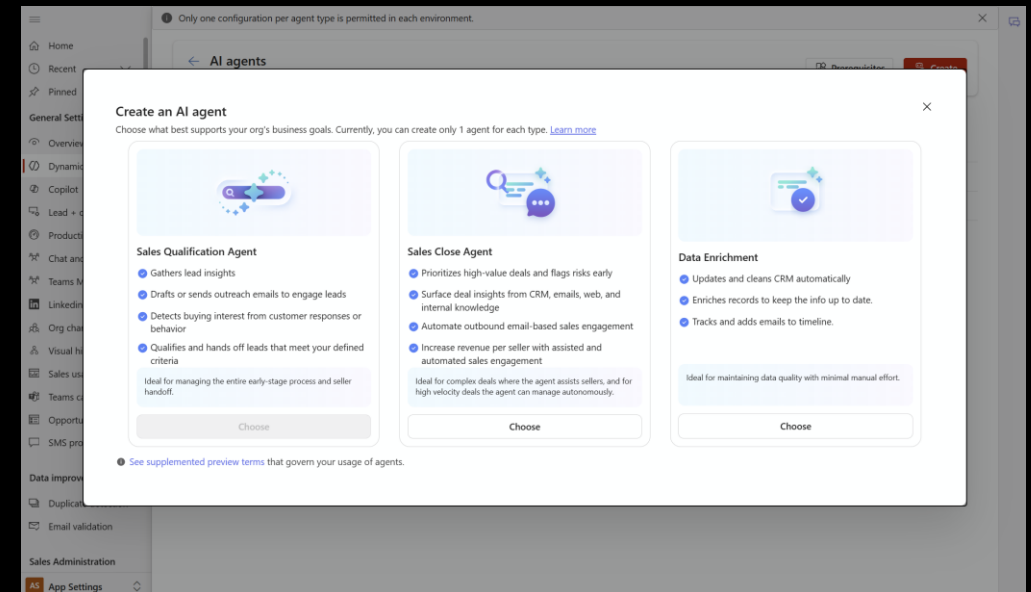 Only one configuration per agent type is permitted in each environment.
Home
Recent
Pinned
AI agents
Prerequisites
Create
General Setti
Overview
Dynamic
Copilot
Lead + o
Producti
Chat and
Teams M
LinkedIn
Org char
Visual hi
Sales usa
Teams ca
Opportu
SMS pro
Data improve
Duplicate detection
Email validation
Sales Administration
AS
App Settings
Create an AI agent
Choose what best supports your org's business goals. Currently, you can create only 1 agent for each type. Learn more
Sales Qualification Agent
Gathers lead insights
Drafts or sends outreach emails to engage leads
Detects buying interest from customer responses or
behavior
Qualifies and hands off leads that meet your defined
criteria
Ideal for managing the entire early-stage process and seller
handoff.
Choose
Sales Close Agent
Prioritizes high-value deals and flags risks early
Surface deal insights from CRM, emails, web, and
internal knowledge
Automate outbound email-based sales engagement
Increase revenue per seller with assisted and
automated sales engagement
Ideal for complex deals where the agent assists sellers, and for
high velocity deals the agent can manage autonomously.
Choose
Data Enrichment
Updates and cleans CRM automatically
Enriches records to keep the info up to date.
Tracks and adds emails to timeline.
Ideal for maintaining data quality with minimal manual effort.
Choose
See supplemented preview terms that govern your usage of agents.